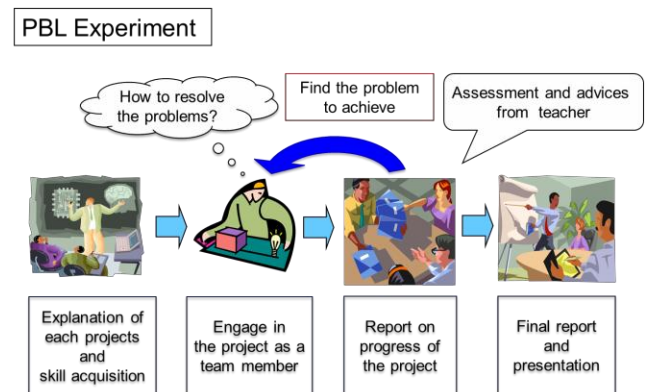 PBL Experiment
How to resolve
the problems?
Find the problem
to achieve
Assessment and advices
from teacher
Explanation of
each projects
and
skill acquisition
Engage in
the project as a
team member
Report on
progress of
the project
Final report
and
presentation